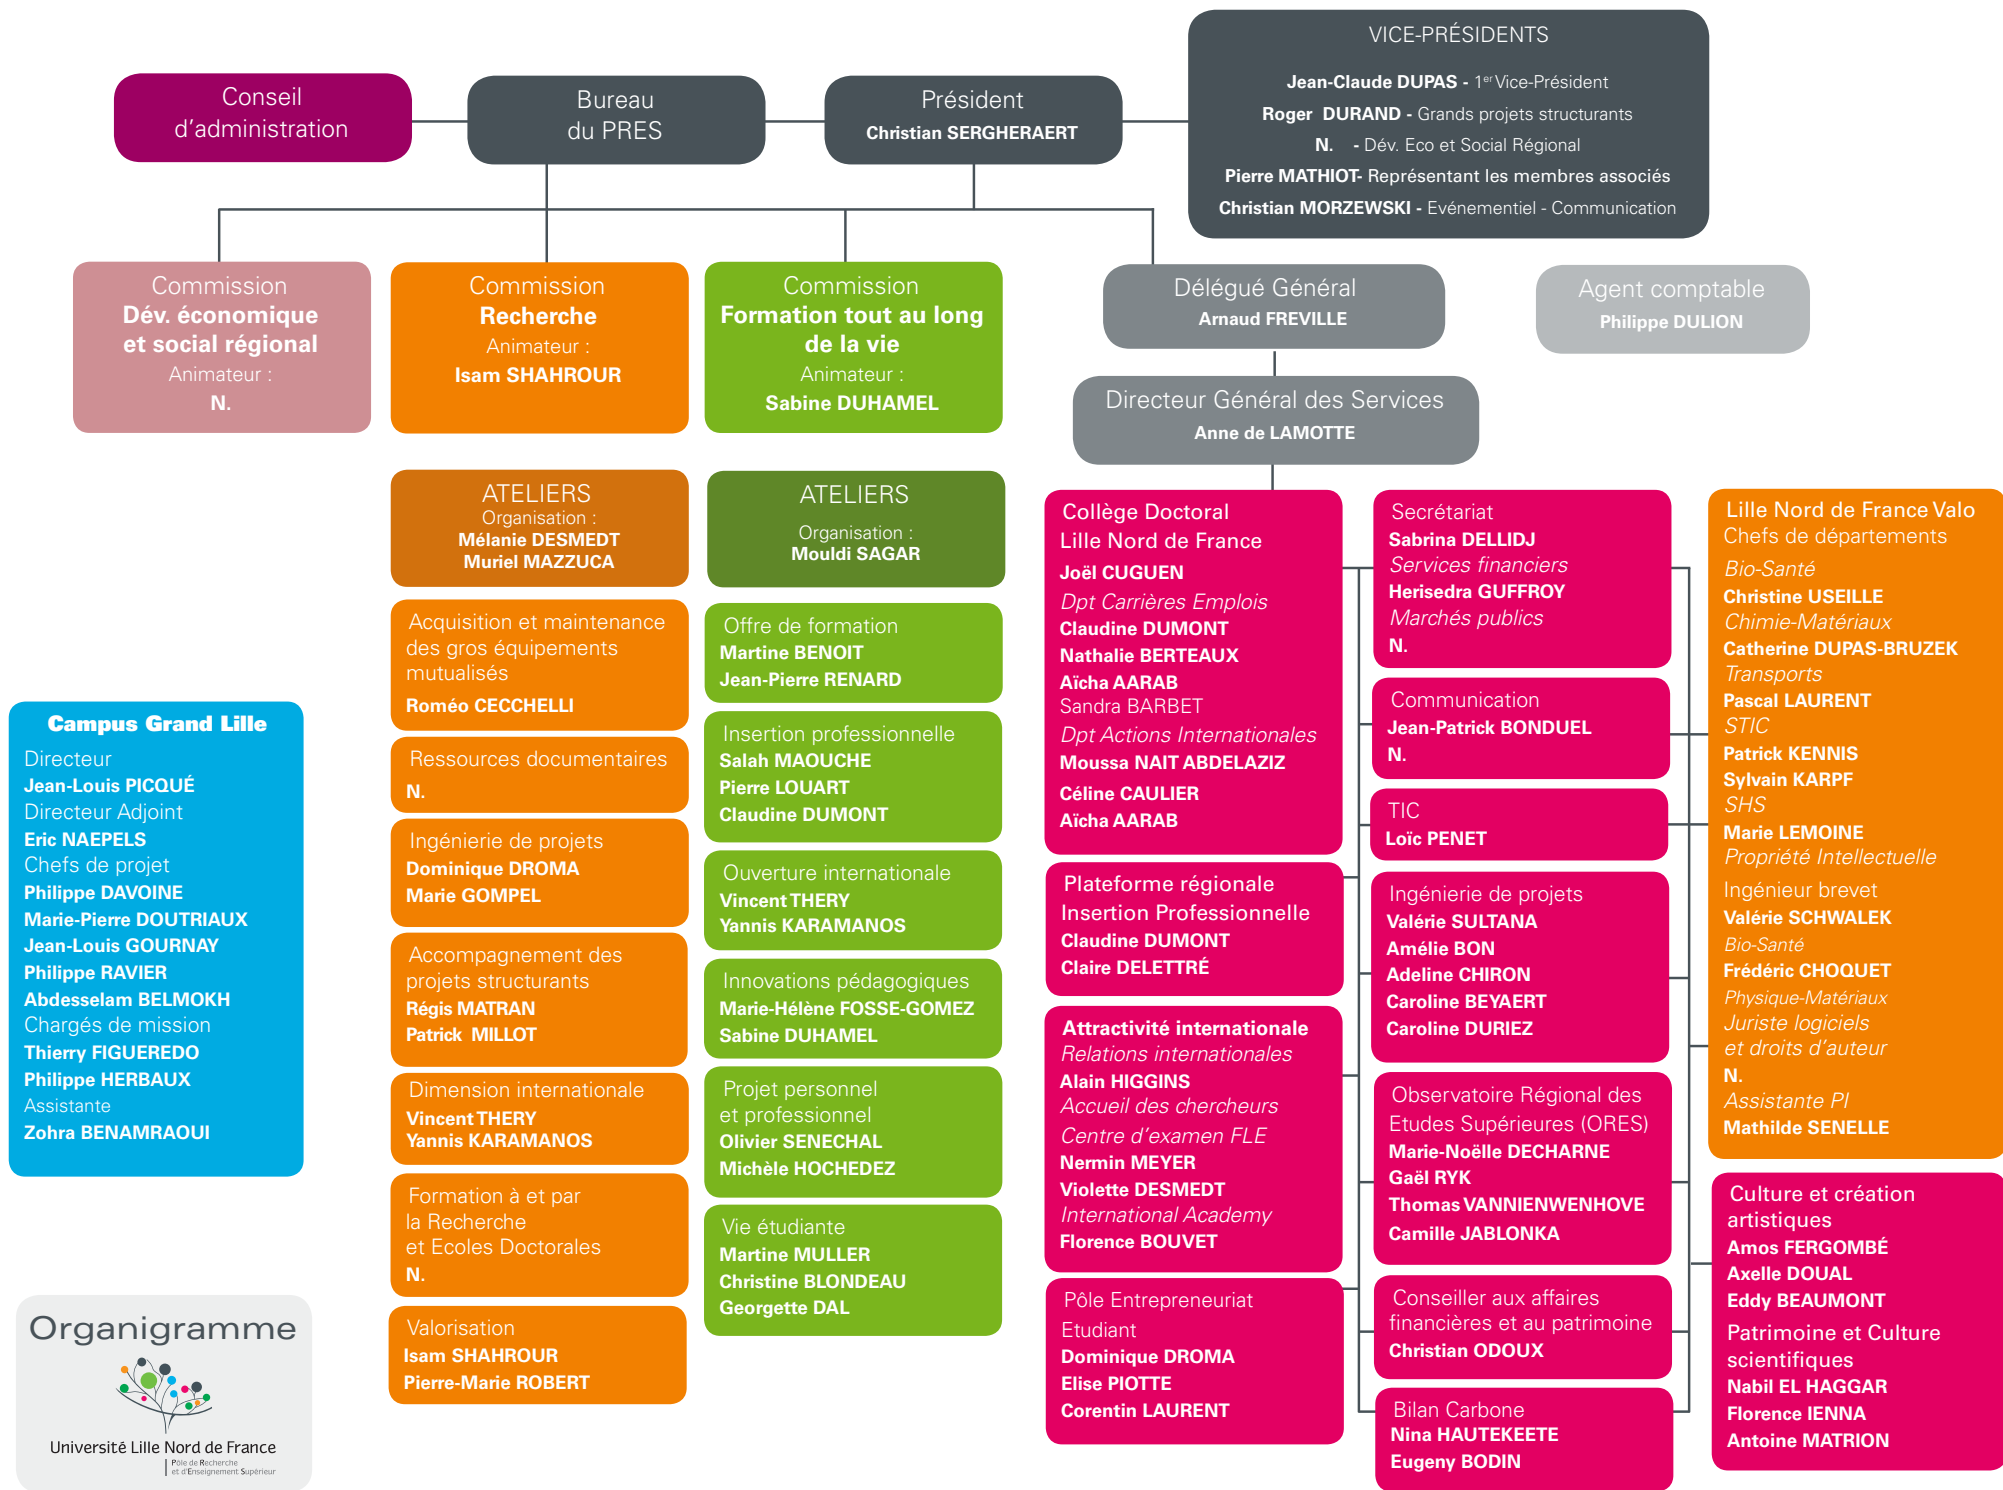 Conseil
d'administration
Bureau
du PRES
Président
Christian SERGHERAERT
VICE-PRÉSIDENTS
Jean-Claude DUPAS - 1er Vice-Président
Roger DURAND - Grands projets structurants
N. - Dév. Eco et Social Régional
Pierre MATHIOT- Représentant les membres associés
Christian MORZEWSKI - Evénementiel - Communication
Commission
Dév. économique
et social régional
Animateur :
N.
Commission
Recherche
Animateur :
Isam SHAHROUR
Commission
Formation tout au long
de la vie
Animateur :
Sabine DUHAMEL
Délégué Général
Arnaud FREVILLE
Agent comptable
Philippe DULION
Directeur Général des Services
Anne de LAMOTTE
Campus Grand Lille
Directeur
Jean-Louis PICQUÉ
Directeur Adjoint
Eric NAEPELS
Chefs de projet
Philippe DAVOINE
Marie-Pierre DOUTRIAUX
Jean-Louis GOURNAY
Philippe RAVIER
Abdesselam BELMOKH
Chargés de mission
Thierry FIGUEREDO
Philippe HERBAUX
Assistante
Zohra BENAMRAOUI
Organigramme
Université Lille Nord de France
Pôle de Recherche
et d'Enseignement Supérieur
ATELIERS
Organisation :
Mélanie DESMEDT
Muriel MAZZUCA
Acquisition et maintenance
des gros équipements
mutualisés
Roméo CECCHELLI
Ressources documentaires
N.
Ingénierie de projets
Dominique DROMA
Marie GOMPEL
Accompagnement des
projets structurants
Régis MATRAN
Patrick MILLOT
Dimension internationale
Vincent THERY
Yannis KARAMANOS
Formation à et par
la Recherche
et Ecoles Doctorales
N.
Valorisation
Isam SHAHROUR
Pierre-Marie ROBERT
ATELIERS
Organisation :
Mouldi SAGAR
Offre de formation
Martine BENOIT
Jean-Pierre RENARD
Insertion professionnelle
Salah MAOUCHE
Pierre LOUART
Claudine DUMONT
Ouverture internationale
Vincent THERY
Yannis KARAMANOS
Innovations pédagogiques
Marie-Hélène FOSSE-GOMEZ
Sabine DUHAMEL
Projet personnel
et professionnel
Olivier SENECHAL
Michèle HOCHEDEZ
Vie étudiante
Martine MULLER
Christine BLONDEAU
Georgette DAL
Collège Doctoral
Lille Nord de France
Joël CUGUEN
Dpt Carrières Emplois
Claudine DUMONT
Nathalie BERTEAUX
Aïcha AARAB
Sandra BARBET
Dpt Actions Internationales
Moussa NAIT ABDELAZIZ
Céline CAULIER
Aïcha AARAB
Plateforme régionale
Insertion Professionnelle
Claudine DUMONT
Claire DELETTRÉ
Attractivité internationale
Relations internationales
Alain HIGGINS
Accueil des chercheurs
Centre d'examen FLE
Nermin MEYER
Violette DESMEDT
International Academy
Florence BOUVET
Pôle Entrepreneuriat
Etudiant
Dominique DROMA
Elise PIOTTE
Corentin LAURENT
Secrétariat
Sabrina DELLIDJ
Services financiers
Herisedra GUFFROY
Marchés publics
N.
Communication
Jean-Patrick BONDUEL
N.
TIC
Loïc PENET
Ingénierie de projets
Valérie SULTANA
Amélie BON
Adeline CHIRON
Caroline BEYAERT
Caroline DURIEZ
Observatoire Régional des
Etudes Supérieures (ORES)
Marie-Noëlle DECHARNE
Gaël RYK
Thomas VANNIENWENHOVE
Camille JABLONKA
Conseiller aux affaires
financières et au patrimoine
Christian ODOUX
Bilan Carbone
Nina HAUTEKEETE
Eugeny BODIN
Lille Nord de France Valo
Chefs de départements
Bio-Santé
Christine USEILLE
Chimie-Matériaux
Catherine DUPAS-BRUZEK
Transports
Pascal LAURENT
STIC
Patrick KENNIS
Sylvain KARPF
SHS
Marie LEMOINE
Propriété Intellectuelle
Ingénieur brevet
Valérie SCHWALEK
Bio-Santé
Frédéric CHOQUET
Physique-Matériaux
Juriste logiciels
et droits d'auteur
N.
Assistante PI
Mathilde SENELLE
Culture et création
artistiques
Amos FERGOMBÉ
Axelle DOUAL
Eddy BEAUMONT
Patrimoine et Culture
scientifiques
Nabil EL HAGGAR
Florence IENNA
Antoine MATRION